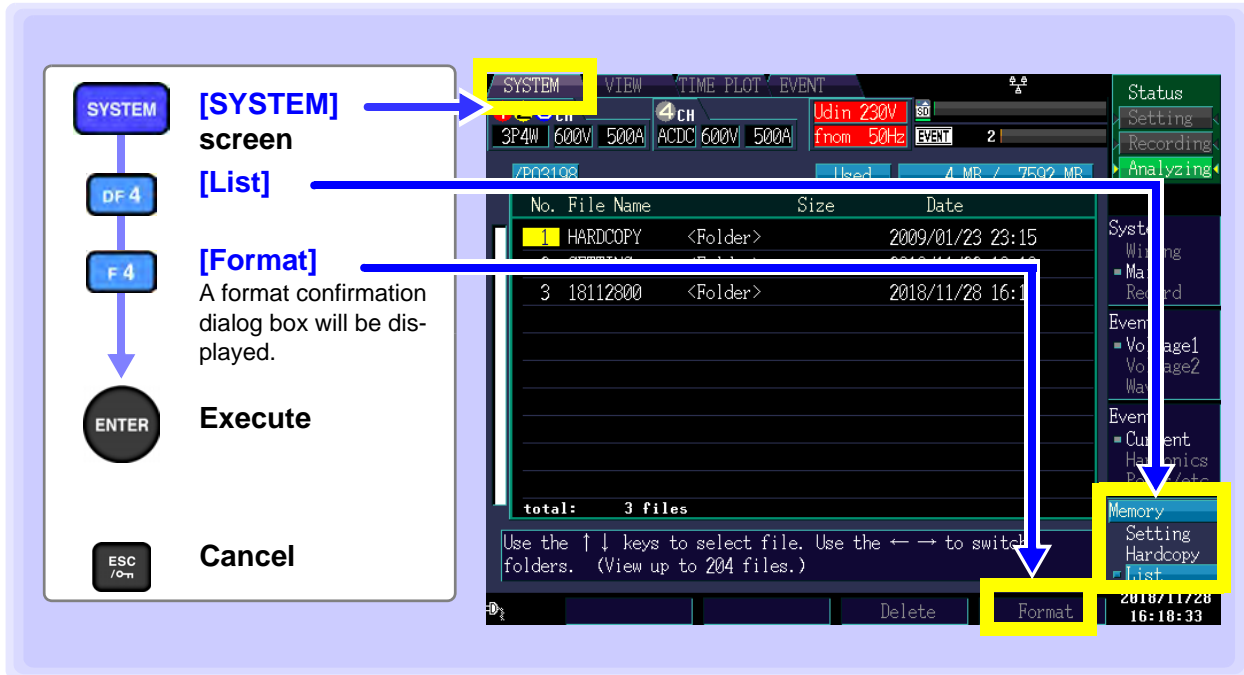 SYSTEM
[SYSTEM]
screen
DF 4
[List]
F 4
[Format]
A format confirmation
dialog box will be dis-
played.
ENTER
Execute
ESC
Cancel
SYSTEM VIEW TIME PLOT EVENT
CH 4 CH Udin 230V SD
3P4W 600V 500A ACDC 600V 500A fnom 50Hz EVENT 2
/PQ3198 Used 4 MB / 7592 MB
No. File Name Size Date
1 HARDCOPY <Folder> 2009/01/23 23:15
3 18112800 <Folder> 2018/11/28 16:1
total: 3 files
Use the ↑↓ keys to select file. Use the ← → to switch
folders. (View up to 204 files.)
Delete Format
Status
Setting
Recording
Analyzing
Memory
Setting
Hardcopy
List
2018/11/28
16:18:33